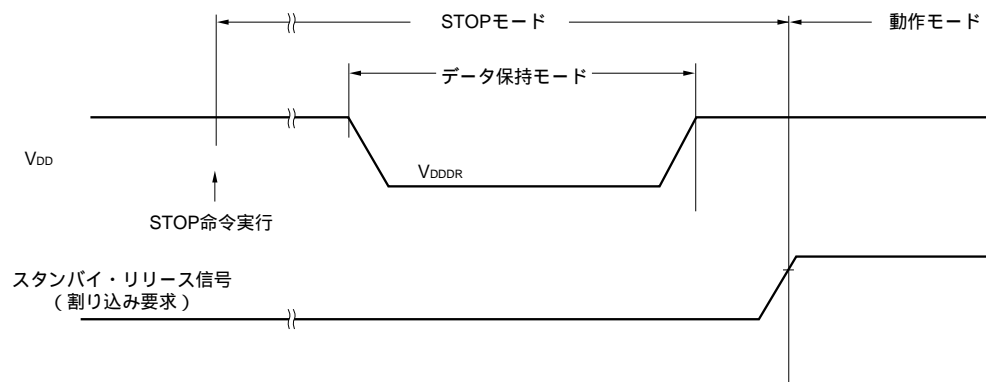 STOPモード
動作モード
データ保持モード
VDD
VDDDR
STOP命令実行
スタンバイ・リリース信号
（割り込み要求）